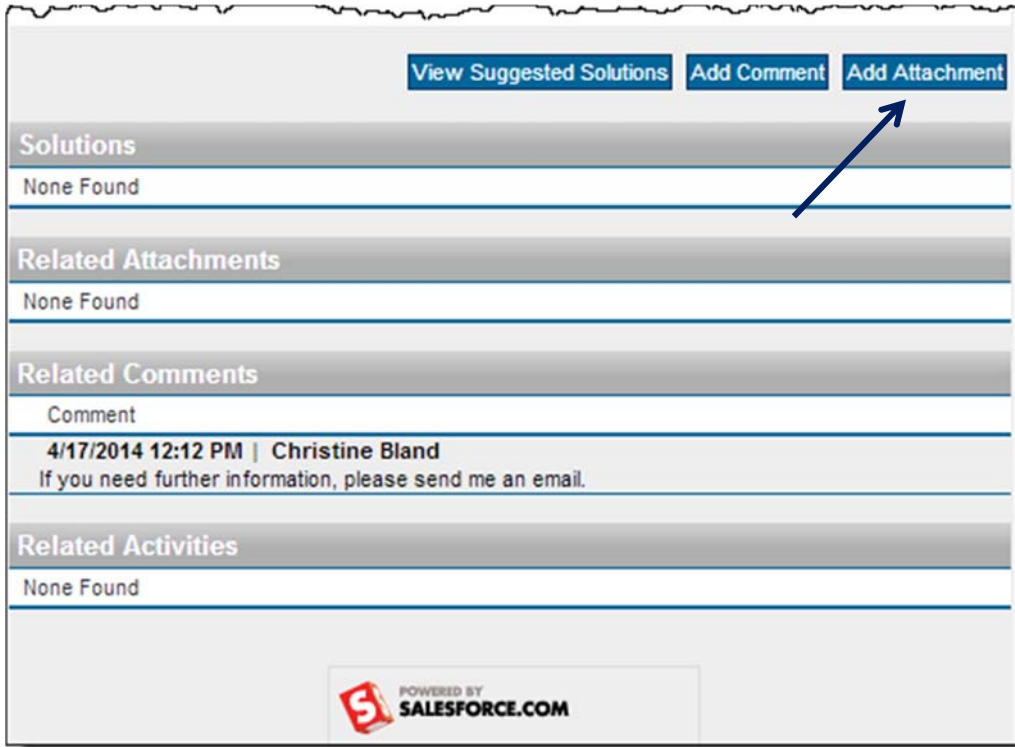 View Suggested Solutions Add Comment Add Attachment
Solutions
None Found
Related Attachments
None Found
Related Comments
Comment
4/17/2014 12:12 PM | Christine Bland
If you need further information, please send me an email.
Related Activities
None Found
POWERED BY
SALESFORCE.COM